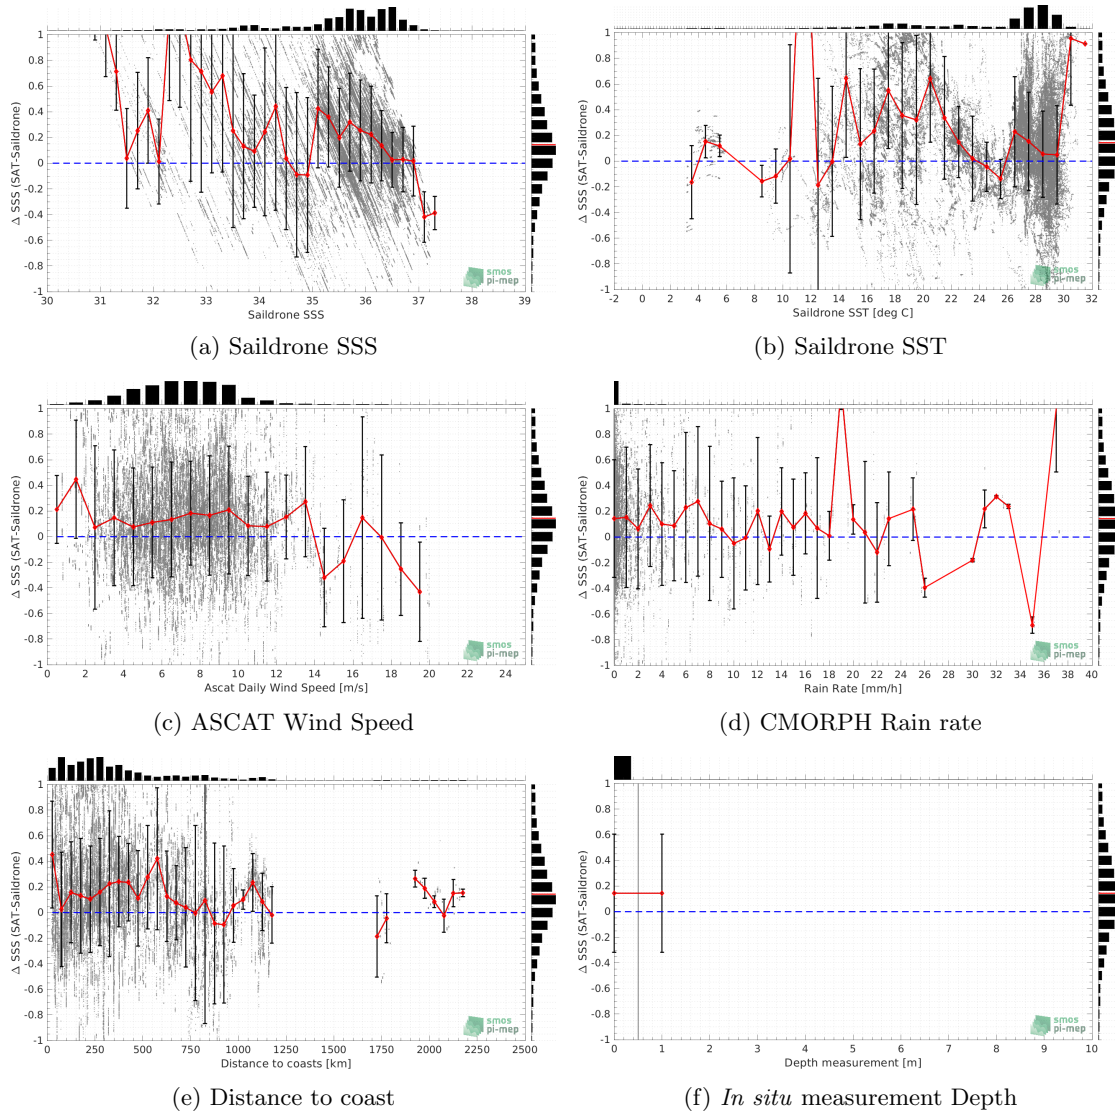 1
0.8
0.6
0.4
0.2
0
-0.2
-0.4
-0.6
-0.8
-1
Δ SSS (SAT-Saildrone)
30 31 32 33 34 35 36 37 38 39
Saildrone SSS
smos
pi-mep
(a) Saildrone SSS
1
0.8
0.6
0.4
0.2
0
-0.2
-0.4
-0.6
-0.8
-1
Δ SSS (SAT-Saildrone)
-2 0 2 4 6 8 10 12 14 16 18 20 22 24 26 28 30 32
Saildrone SST [deg C]
smos
pi-mep
(b) Saildrone SST
1
0.8
0.6
0.4
0.2
0
-0.2
-0.4
-0.6
-0.8
-1
Δ SSS (SAT-Saildrone)
0 2 4 6 8 10 12 14 16 18 20 22 24
Ascat Daily Wind Speed [m/s]
smos
pi-mep
(c) ASCAT Wind Speed
1
0.8
0.6
0.4
0.2
0
-0.2
-0.4
-0.6
-0.8
-1
Δ SSS (SAT-Saildrone)
0 2 4 6 8 10 12 14 16 18 20 22 24 26 28 30 32 34 36 38 40
Rain Rate [mm/h]
smos
pi-mep
(d) CMORPH Rain rate
1
0.8
0.6
0.4
0.2
0
-0.2
-0.4
-0.6
-0.8
-1
Δ SSS (SAT-Saildrone)
0 250 500 750 1000 1250 1500 1750 2000 2250 2500
Distance to coasts [km]
smos
pi-mep
(e) Distance to coast
1
0.8
0.6
0.4
0.2
0
-0.2
-0.4
-0.6
-0.8
-1
Δ SSS (SAT-Saildrone)
0 1 2 3 4 5 6 7 8 9 10
Depth measurement [m]
smos
pi-mep
(f) In situ measurement Depth